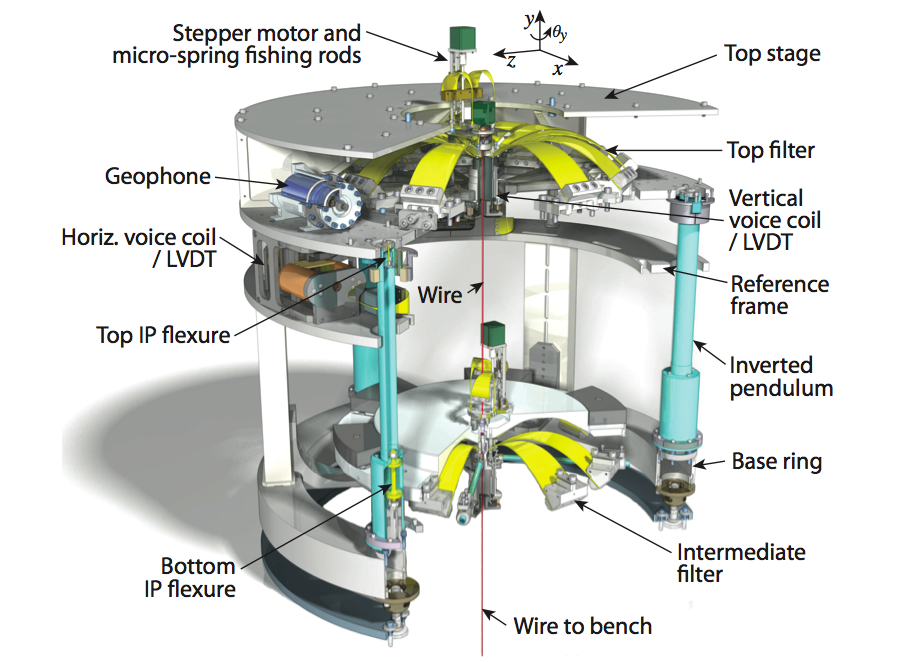 Stepper motor and
micro-spring fishing rods
y
θy
z
x
Top stage
Top filter
Geophone
Vertical
voice coil
/ LVDT
Horiz. voice coil
/ LVDT
Wire
Reference
frame
Top IP flexure
Inverted
pendulum
Base ring
Bottom
IP flexure
Intermediate
filter
Wire to bench